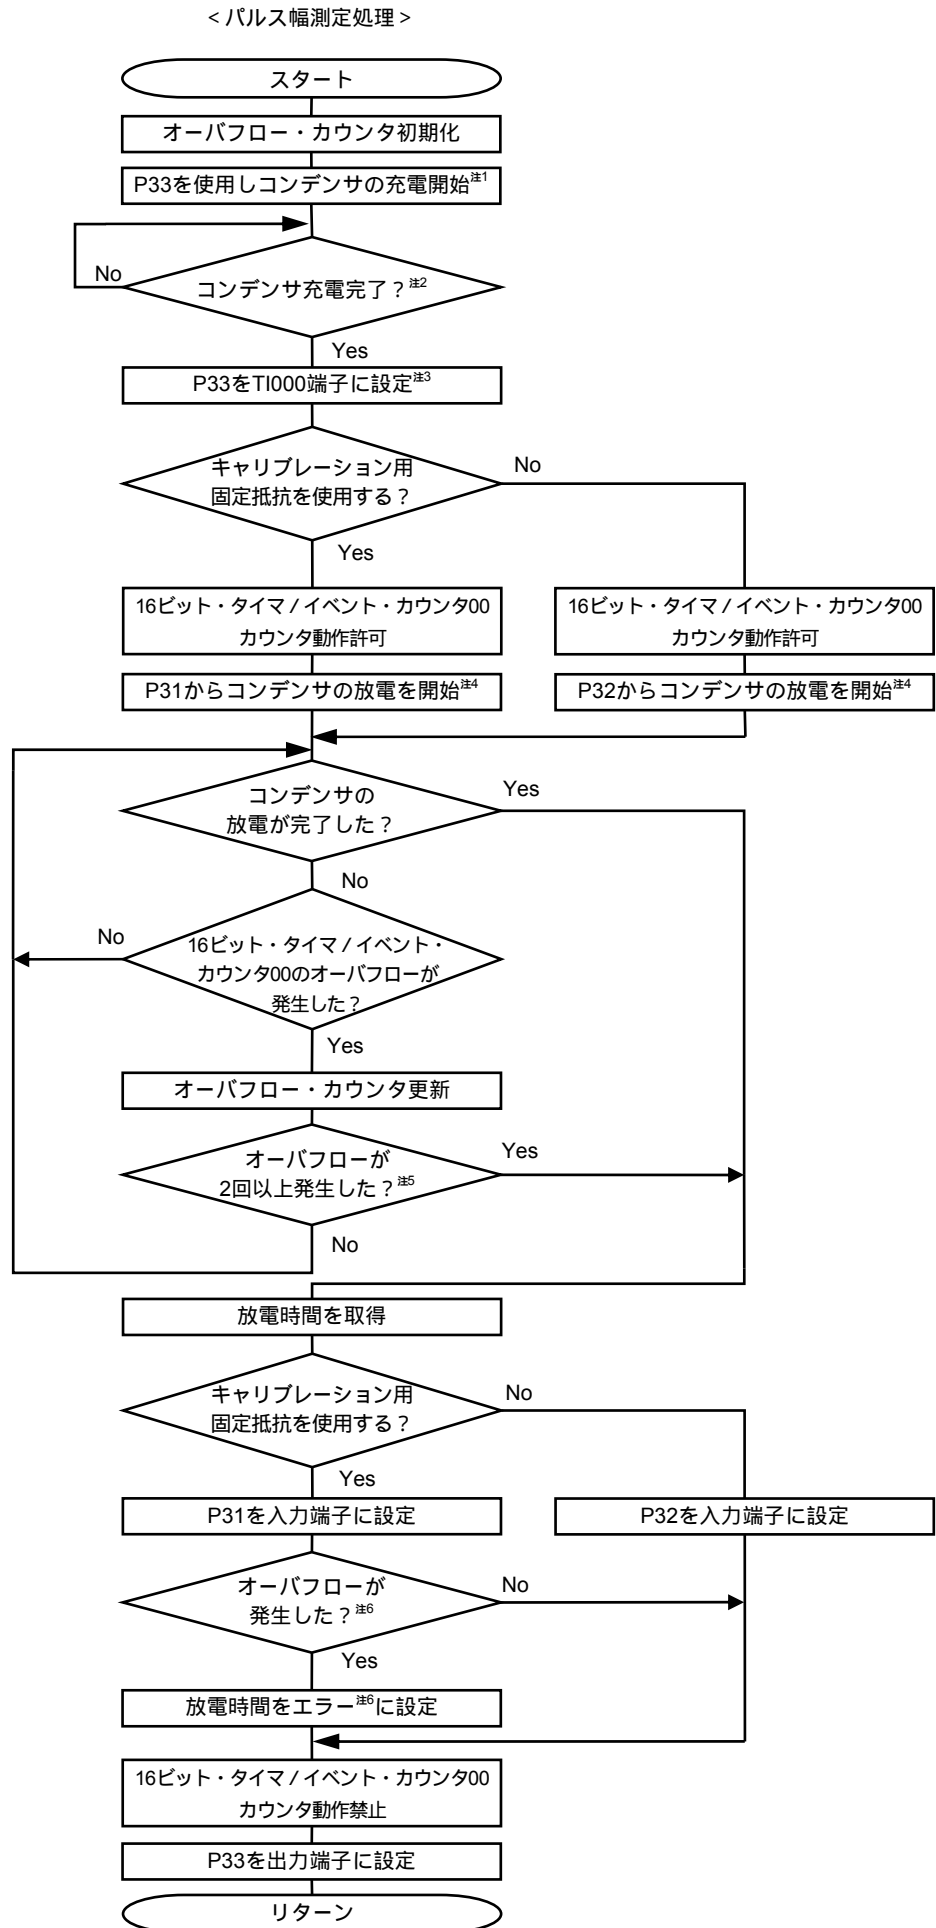 <パルス幅測定処理>
スタート
オーバフロー・カウンタ初期化
P33を使用しコンデンサの充電開始注1
No
コンデンサ充電完了？注2
Yes
P33をTI000端子に設定注3
キャリブレーション用
固定抵抗を使用する？
No
Yes
16ビット・タイマ／イベント・カウンタ00
カウンタ動作許可
16ビット・タイマ／イベント・カウンタ00
カウンタ動作許可
P31からコンデンサの放電を開始注4
P32からコンデンサの放電を開始注4
コンデンサの
放電が完了した？
Yes
No
No
16ビット・タイマ／イベント・
カウンタ00のオーバフローが
発生した？
Yes
オーバフロー・カウンタ更新
オーバフローが
2回以上発生した？注5
Yes
No
放電時間を取得
キャリブレーション用
固定抵抗を使用する？
No
Yes
P31を入力端子に設定
P32を入力端子に設定
オーバフローが
発生した？注6
No
Yes
放電時間をエラー注6に設定
16ビット・タイマ／イベント・カウンタ00
カウンタ動作禁止
P33を出力端子に設定
リターン